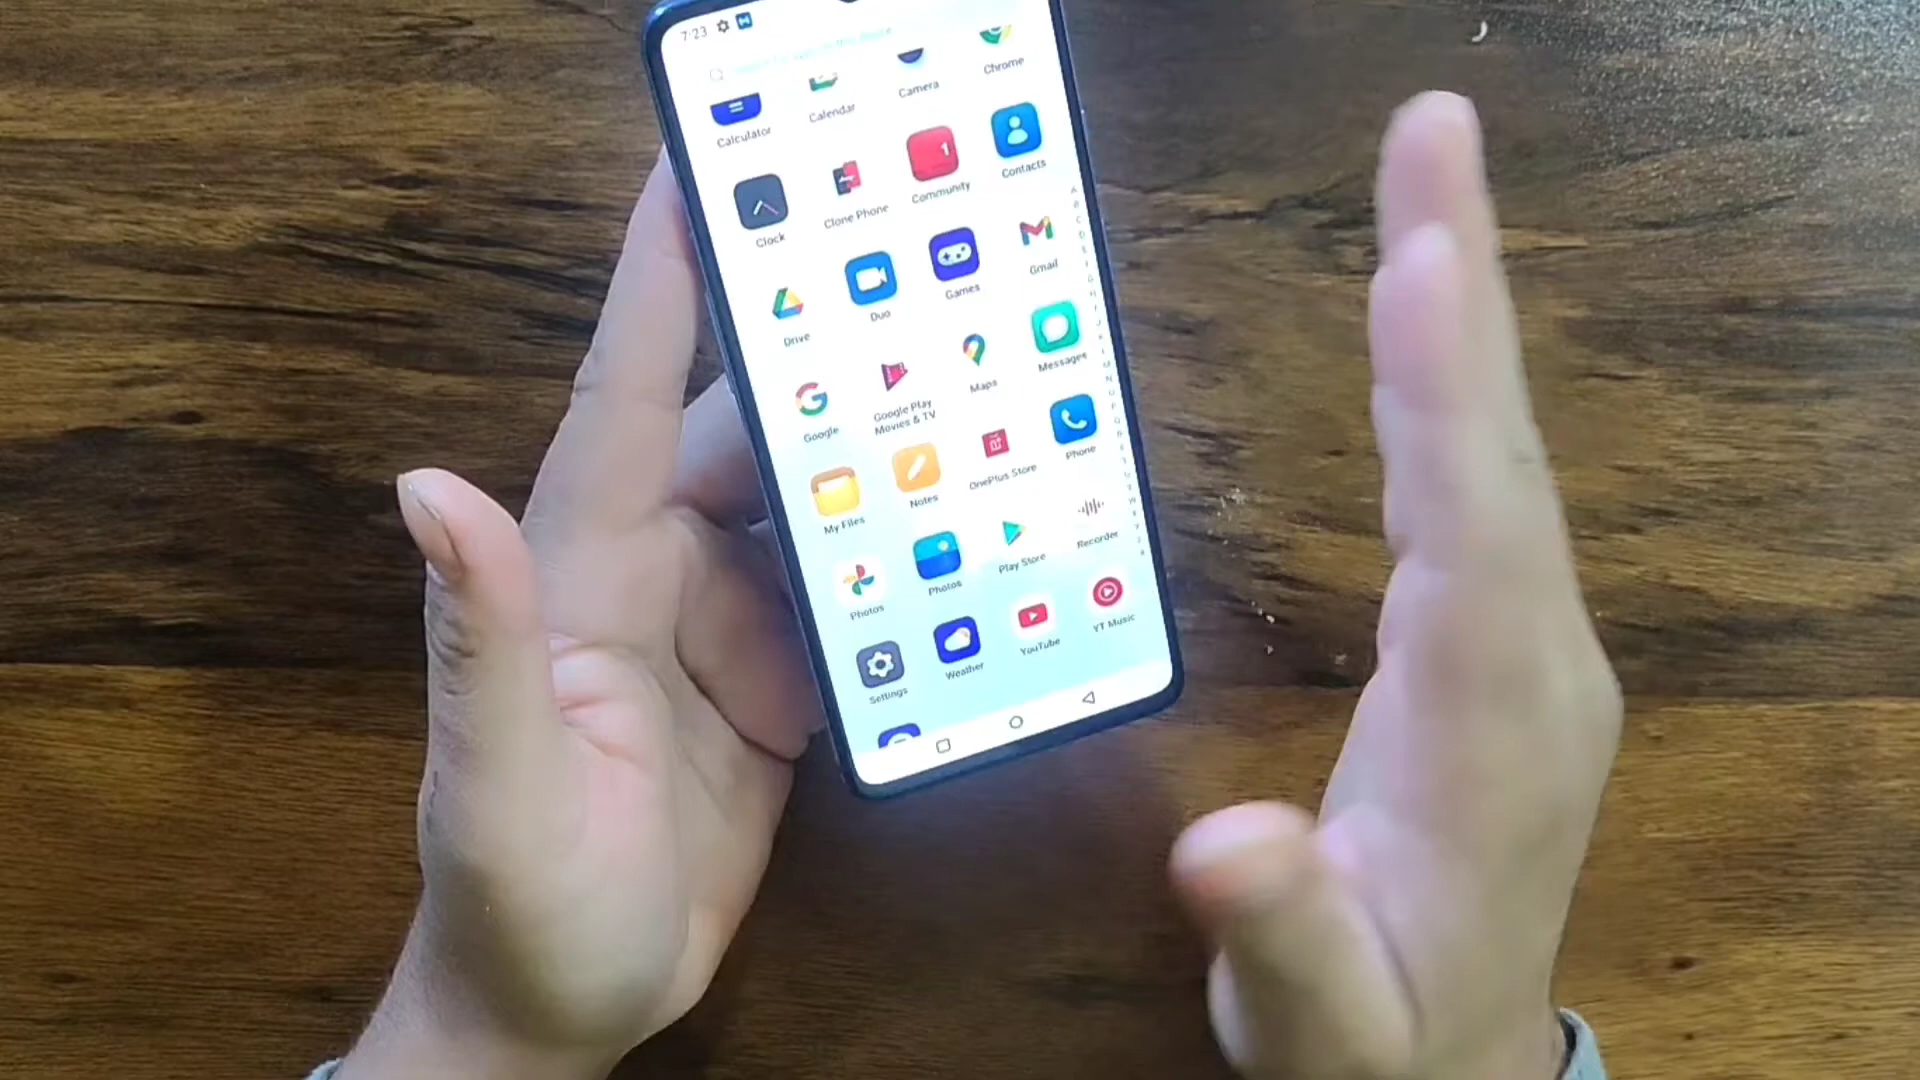 7:23
Calculator
Calendar
Camera
Chrome
Clock
Clone Phone
1
Community
Contacts
Drive
Duo
Games
Gmail
Google
Google Play
Movies & TV
Maps
Messages
My Files
Notes
OnePlus Store
Phone
Photos
Photos
Play Store
Recorder
Settings
Weather
YouTube
YT Music